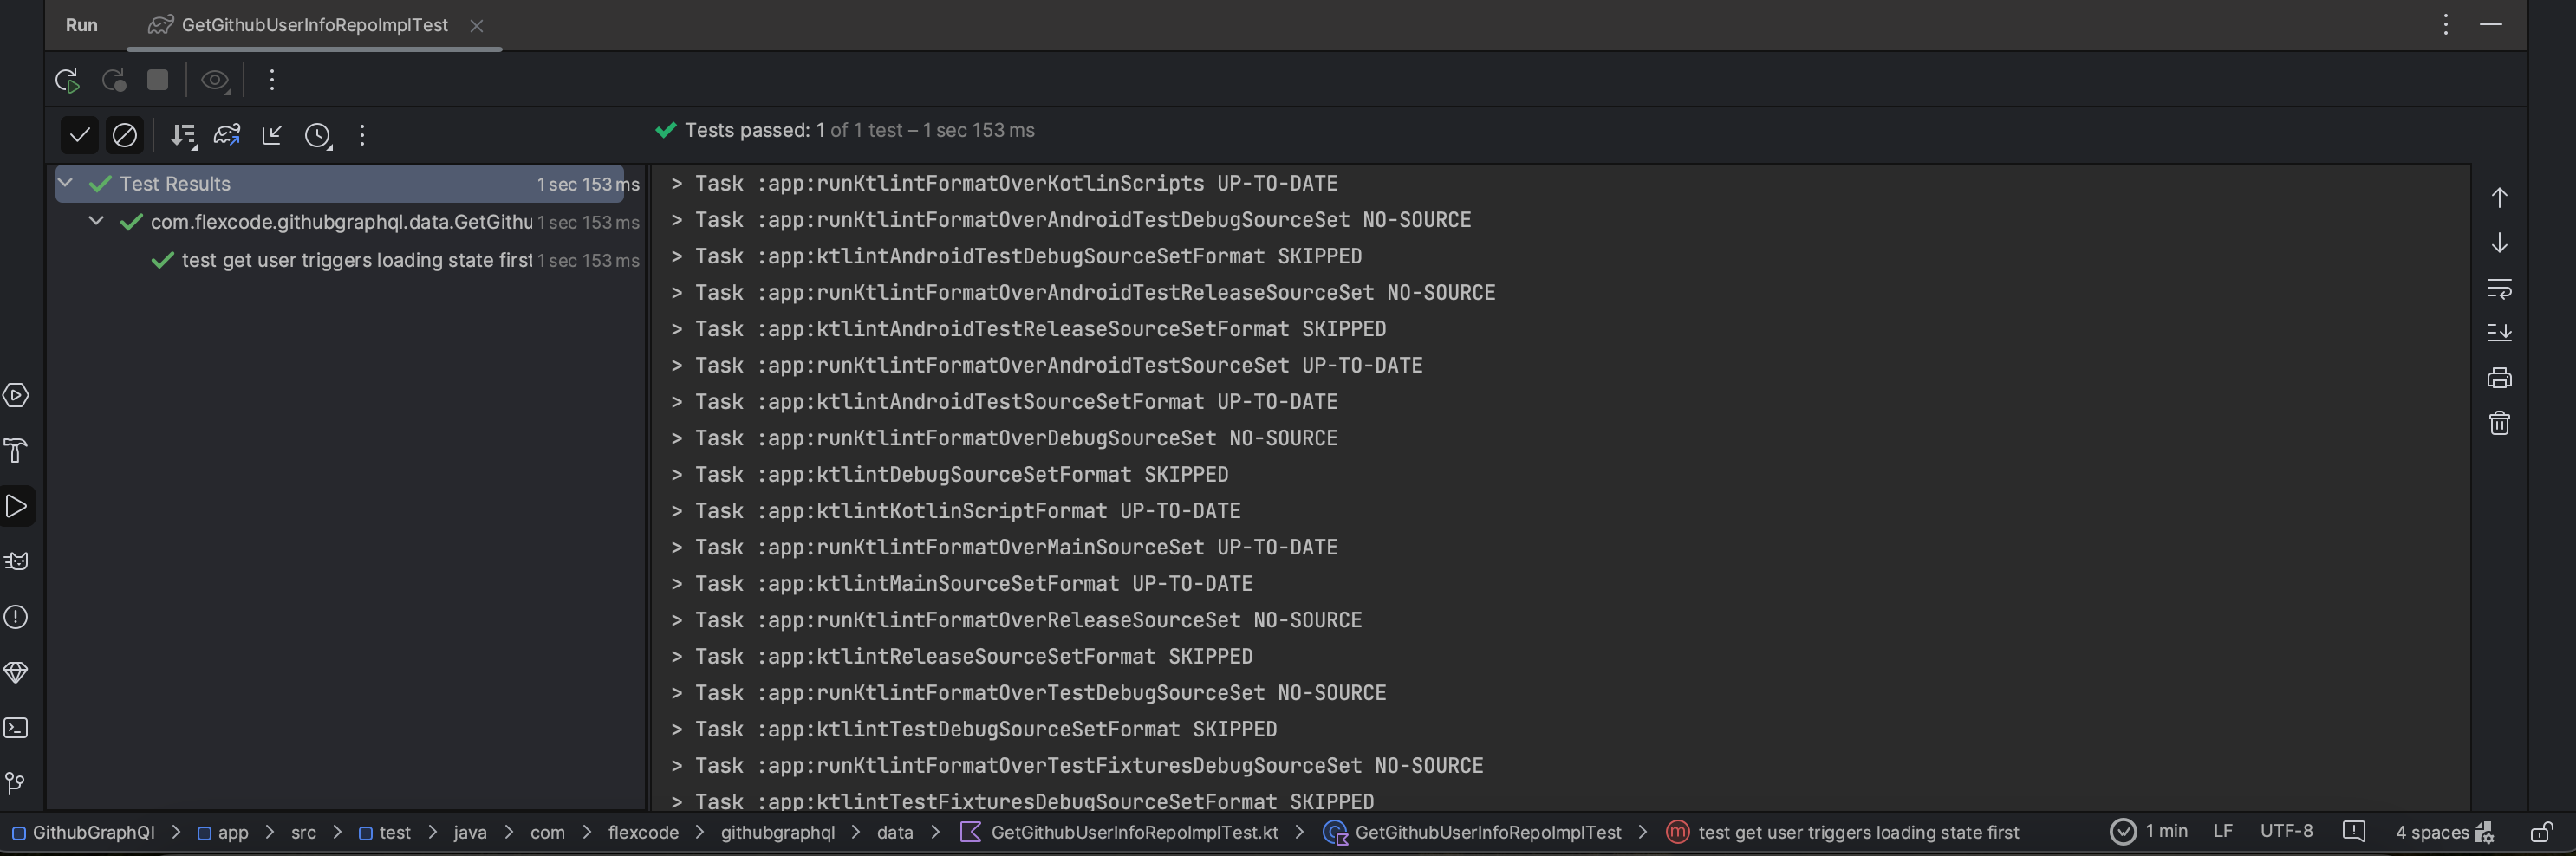 Run GetGithubUserInfoRepoImplTest
Tests passed: 1 of 1 test – 1 sec 153 ms
Test Results 1 sec 153 ms
com.flexcode.githubgraphql.data.GetGithu 1 sec 153 ms
test get user triggers loading state first 1 sec 153 ms
> Task :app:runKtlintFormatOverKotlinScripts UP-TO-DATE
> Task :app:runKtlintFormatOverAndroidTestDebugSourceSet NO-SOURCE
> Task :app:ktlintAndroidTestDebugSourceSetFormat SKIPPED
> Task :app:runKtlintFormatOverAndroidTestReleaseSourceSet NO-SOURCE
> Task :app:ktlintAndroidTestReleaseSourceSetFormat SKIPPED
> Task :app:runKtlintFormatOverAndroidTestSourceSet UP-TO-DATE
> Task :app:ktlintAndroidTestSourceSetFormat UP-TO-DATE
> Task :app:runKtlintFormatOverDebugSourceSet NO-SOURCE
> Task :app:ktlintDebugSourceSetFormat SKIPPED
> Task :app:ktlintKotlinScriptFormat UP-TO-DATE
> Task :app:runKtlintFormatOverMainSourceSet UP-TO-DATE
> Task :app:ktlintMainSourceSetFormat UP-TO-DATE
> Task :app:runKtlintFormatOverReleaseSourceSet NO-SOURCE
> Task :app:ktlintReleaseSourceSetFormat SKIPPED
> Task :app:runKtlintFormatOverTestDebugSourceSet NO-SOURCE
> Task :app:ktlintTestDebugSourceSetFormat SKIPPED
> Task :app:runKtlintFormatOverTestFixturesDebugSourceSet NO-SOURCE
> Task :app:ktlintTestFixturesDebugSourceSetFormat SKIPPED
GithubGraphQl > app > src > test > java > com > flexcode > githubgraphql > data > GetGithubUserInfoRepoImplTest.kt > GetGithubUserInfoRepoImplTest > test get user triggers loading state first 1 min LF UTF-8 4 spaces